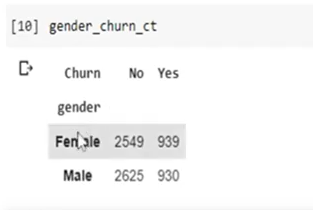 [10] gender_churn_ct
Churn No Yes
gender
Female 2549 939
Male 2625 930